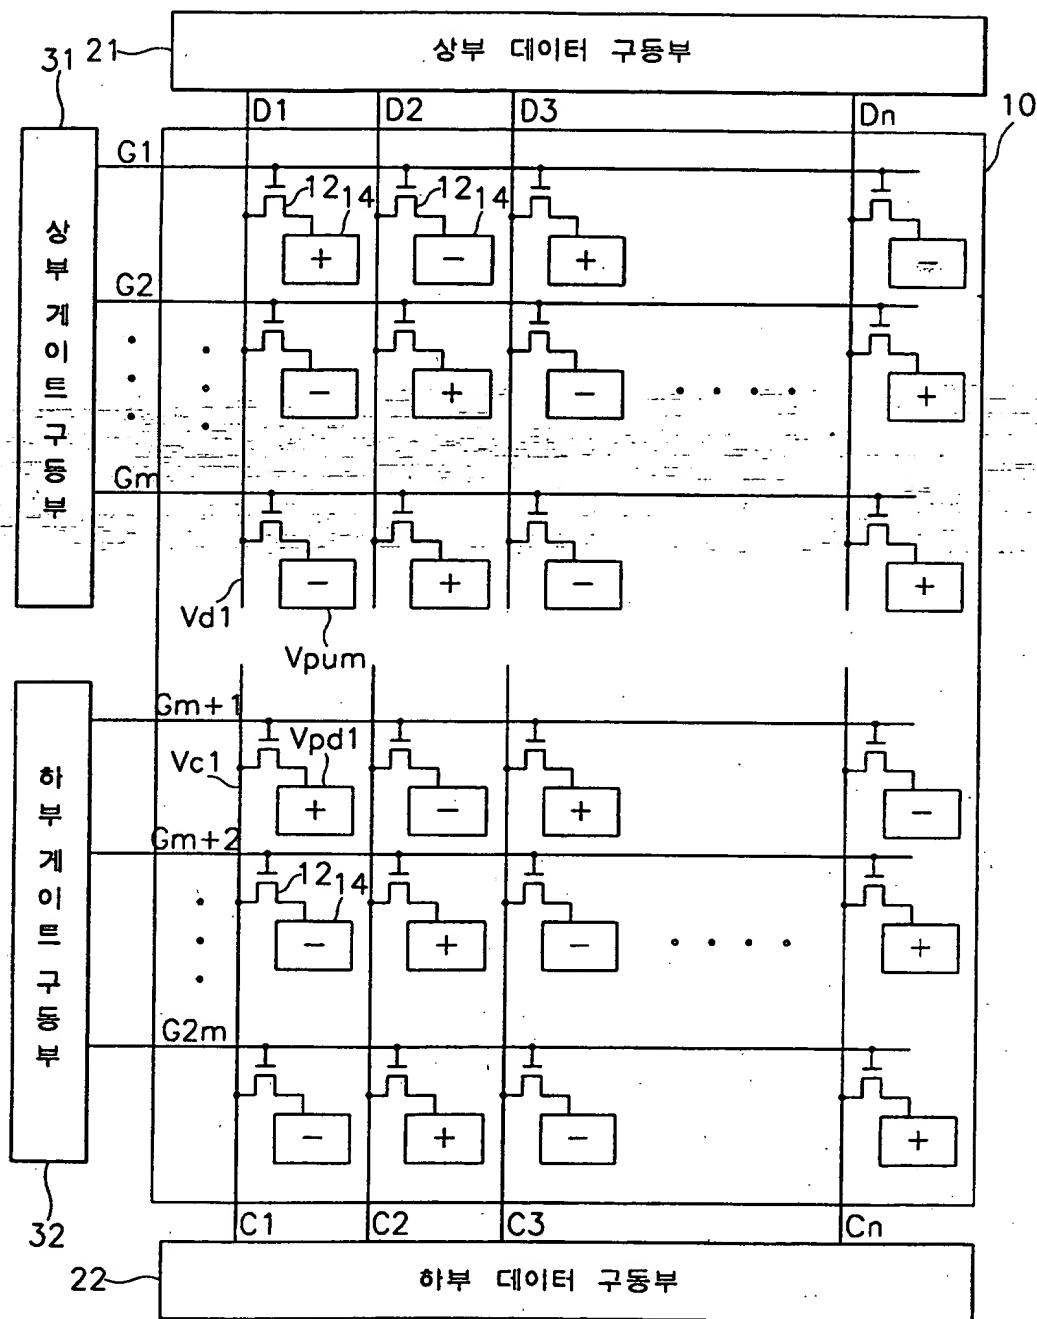 상부 데이터 구동부
21
31
D1 D2 D3 Dn
10
G1
12 14 12 14
+ - + -
상부게이트구동부
G2
- + - +
Gm
- + - +
Vd1
Vpum
Gm+1
Vc1 Vpd1
+ - + -
하부게이트구동부
Gm+2
12 14
- + - +
G2m
- + - +
32
C1 C2 C3 Cn
22
하부 데이터 구동부